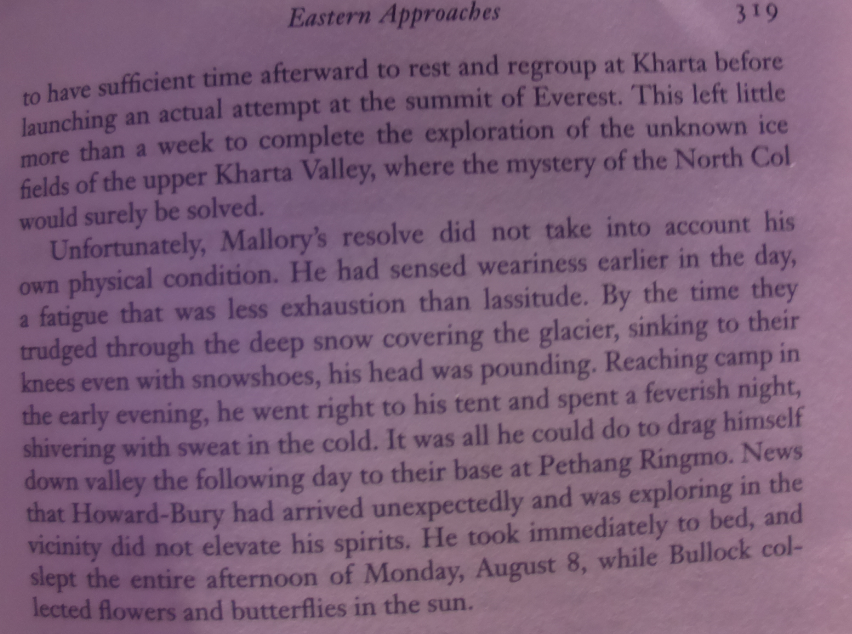 Eastern Approaches 319
to have sufficient time afterward to rest and regroup at Kharta before
launching an actual attempt at the summit of Everest. This left little
more than a week to complete the exploration of the unknown ice
fields of the upper Kharta Valley, where the mystery of the North Col
would surely be solved.
Unfortunately, Mallory's resolve did not take into account his
own physical condition. He had sensed weariness earlier in the day,
a fatigue that was less exhaustion than lassitude. By the time they
trudged through the deep snow covering the glacier, sinking to their
knees even with snowshoes, his head was pounding. Reaching camp in
the early evening, he went right to his tent and spent a feverish night,
shivering with sweat in the cold. It was all he could do to drag himself
down valley the following day to their base at Pethang Ringmo. News
that Howard-Bury had arrived unexpectedly and was exploring in the
vicinity did not elevate his spirits. He took immediately to bed, and
slept the entire afternoon of Monday, August 8, while Bullock col-
lected flowers and butterflies in the sun.